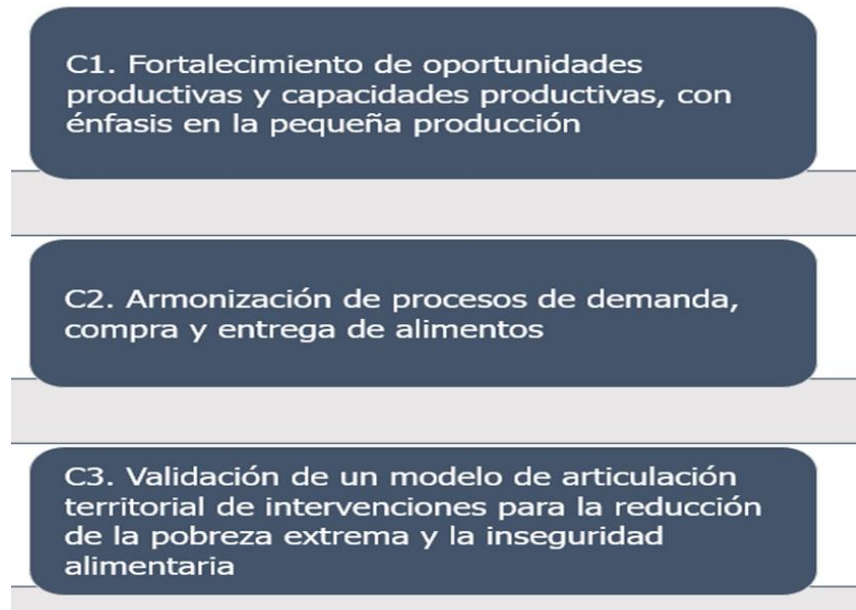 C1. Fortalecimiento de oportunidades
productivas y capacidades productivas, con
énfasis en la pequeña producción
C2. Armonización de procesos de demanda,
compra y entrega de alimentos
C3. Validación de un modelo de articulación
territorial de intervenciones para la reducción
de la pobreza extrema y la inseguridad
alimentaria